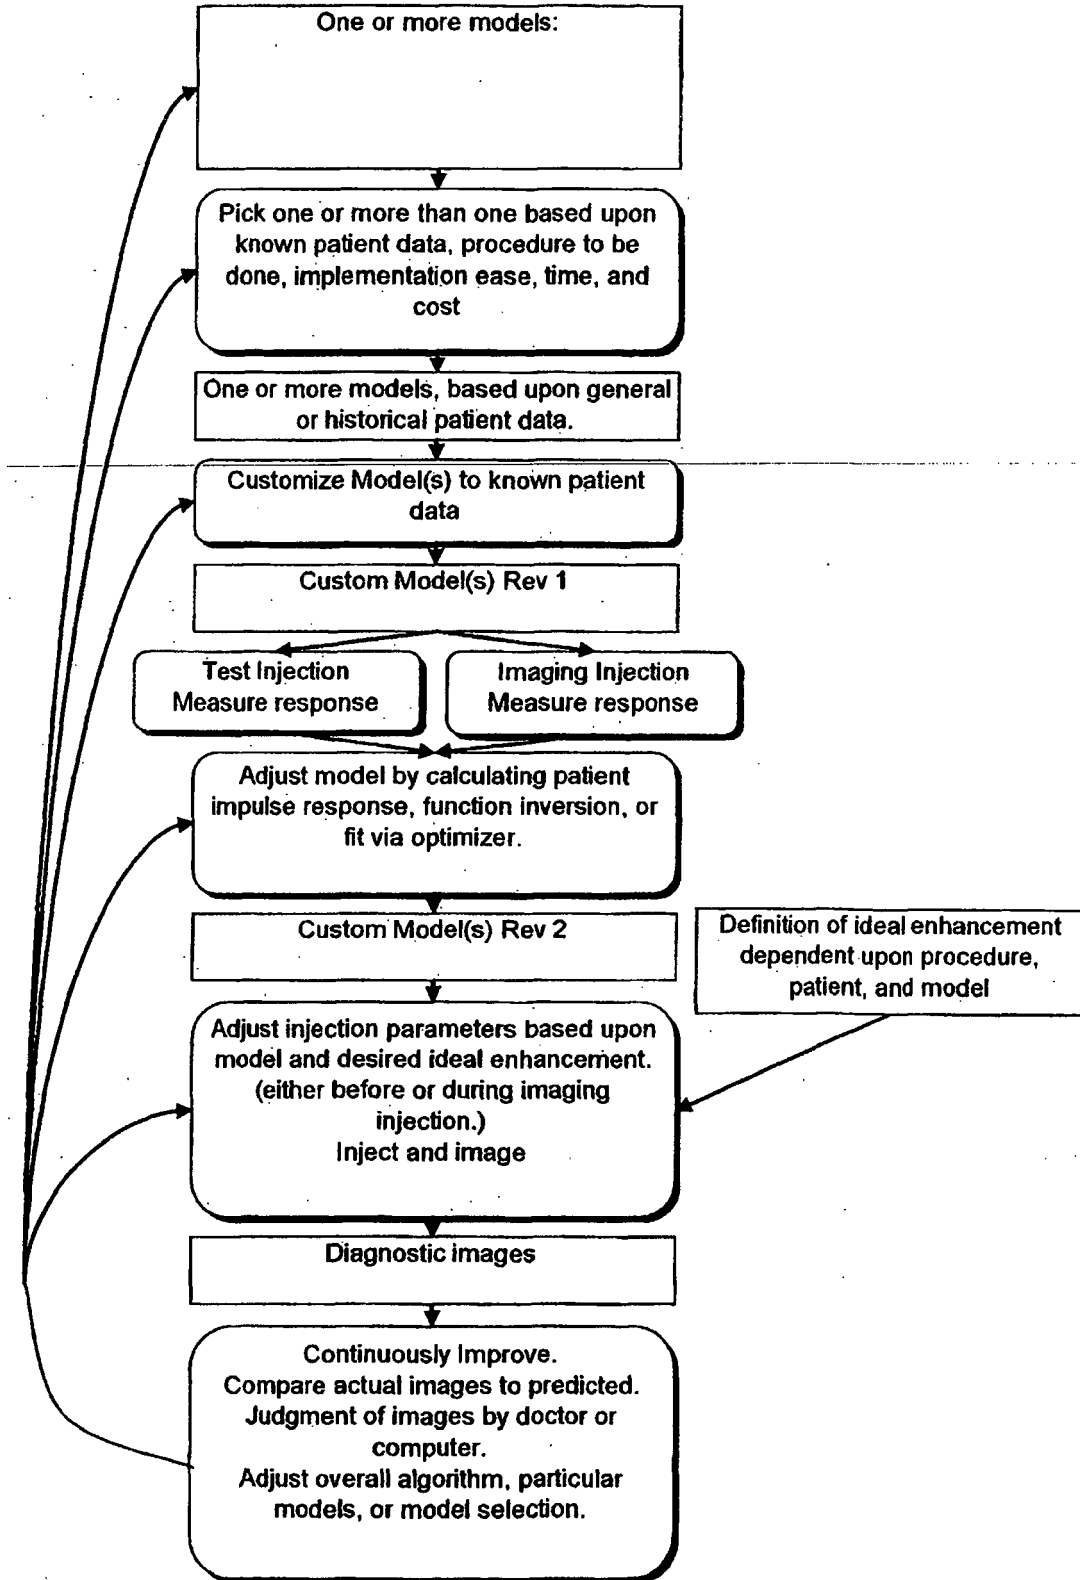 One or more models:
Pick one or more than one based upon
known patient data, procedure to be
done, implementation ease, time, and
cost
One or more models, based upon general
or historical patient data.
Customize Model(s) to known patient
data
Custom Model(s) Rev 1
Test Injection
Measure response
Imaging Injection
Measure response
Adjust model by calculating patient
impulse response, function inversion, or
fit via optimizer.
Custom Model(s) Rev 2
Definition of ideal enhancement
dependent upon procedure,
patient, and model
Adjust injection parameters based upon
model and desired ideal enhancement.
(either before or during imaging
injection.)
Inject and image
Diagnostic images
Continuously Improve.
Compare actual images to predicted.
Judgment of images by doctor or
computer.
Adjust overall algorithm, particular
models, or model selection.